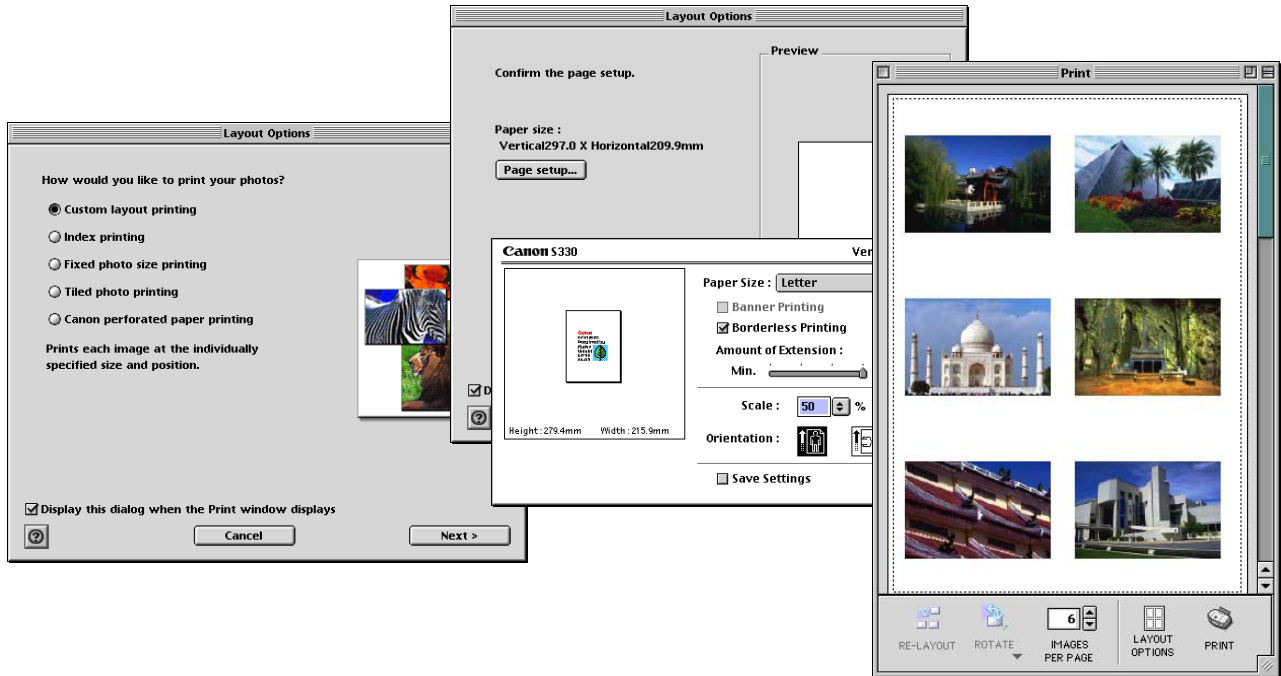 Layout Options
How would you like to print your photos?
Custom layout printing
Index printing
Fixed photo size printing
Tiled photo printing
Canon perforated paper printing
Prints each image at the individually
specified size and position.
Display this dialog when the Print window displays
?
Cancel
Next >
Layout Options
Confirm the page setup.
Preview
Paper size :
Vertical297.0 X Horizontal209.9mm
Page setup...
D
?
Canon S330
Ver
Paper Size : Letter
Banner Printing
Borderless Printing
Amount of Extension :
Min.
Scale : 50 %
Orientation :
Save Settings
Canon
Height:279.4mm Width:215.9mm
Print
RE-LAYOUT
ROTATE
6
IMAGES
PER PAGE
LAYOUT
OPTIONS
PRINT